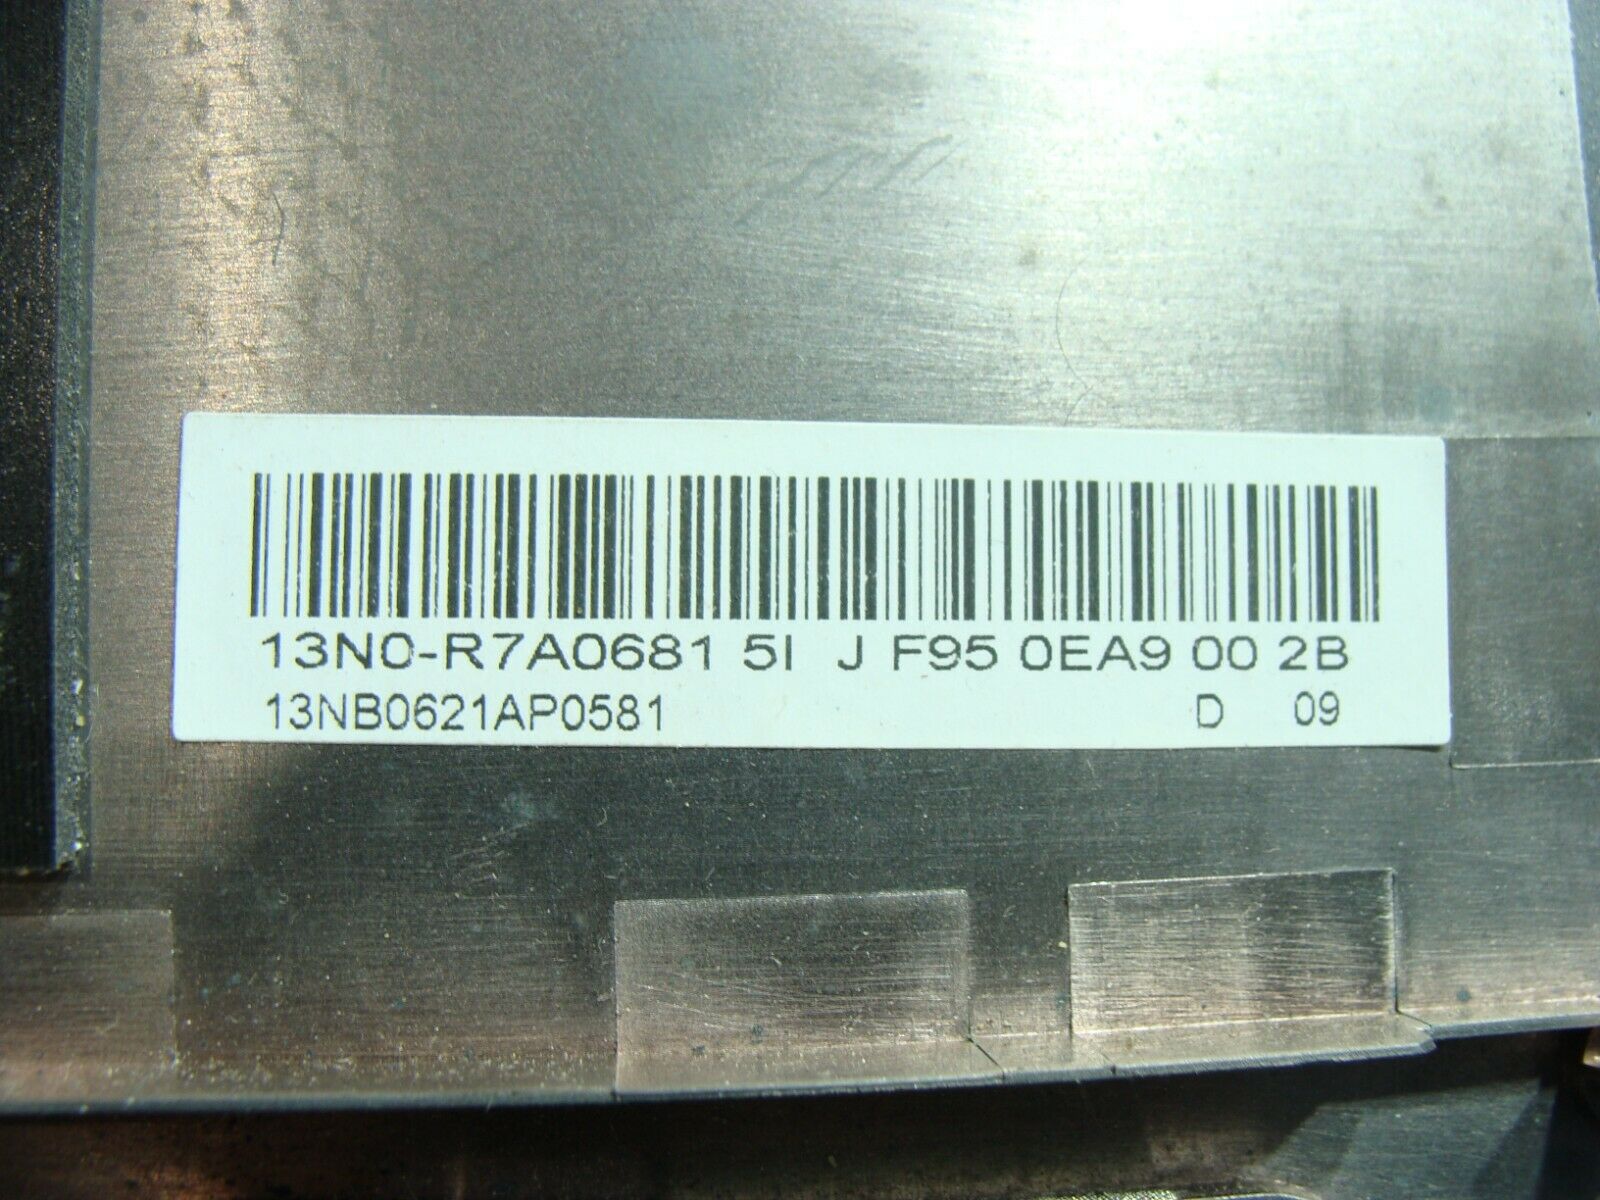 13N0-R7A0681 5I J F95 0EA9 00 2B
13NB0621AP0581 D 09